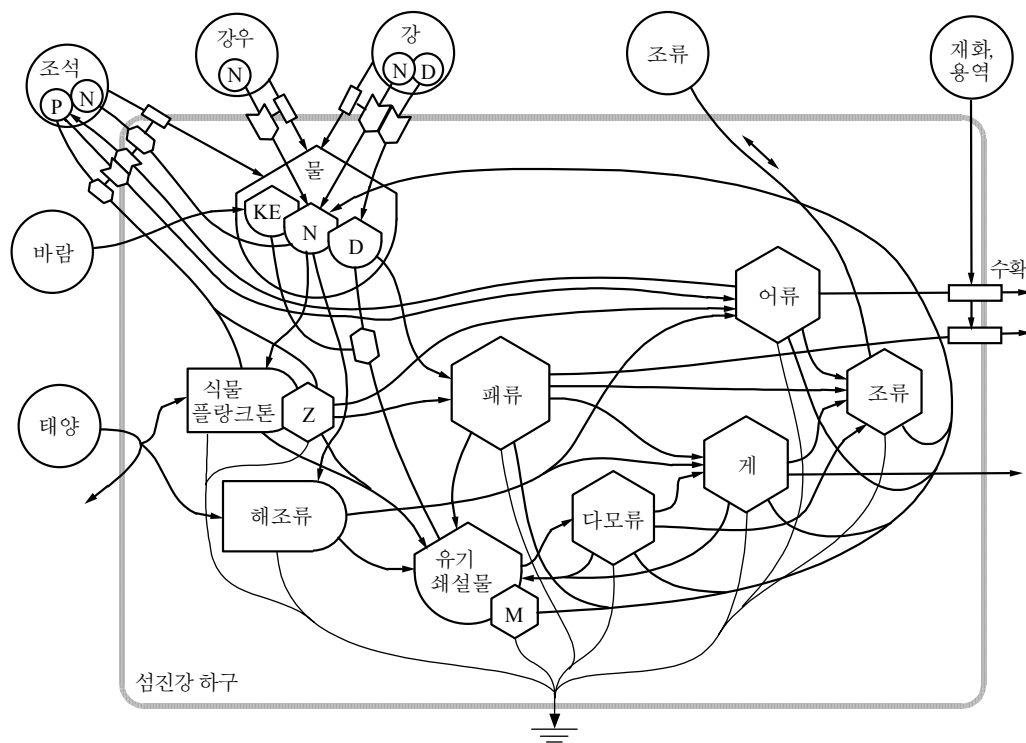 조석
P
N
강우
N
강
N
D
조류
재화,
용역
바람
태양
물
KE
N
D
어류
수확
식물
플랑크톤
Z
패류
조류
게
해조류
다모류
유기
쇄설물
M
섬진강 하구